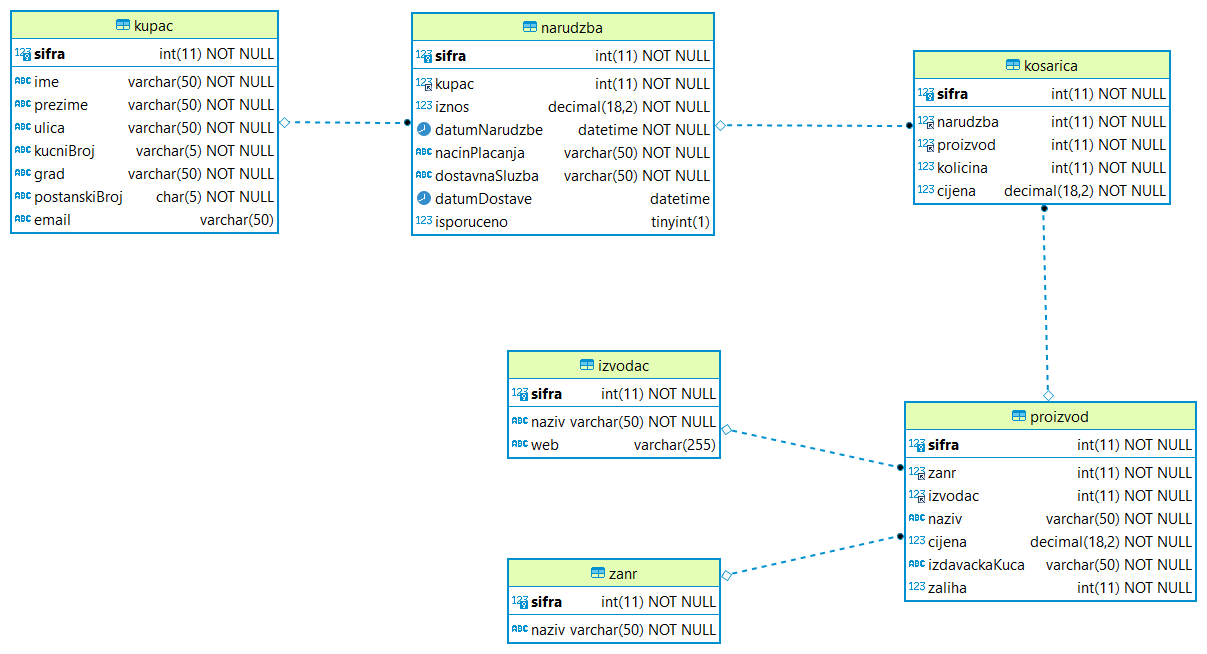 kupac
sifra int(11) NOT NULL
ABC ime varchar(50) NOT NULL
ABC prezime varchar(50) NOT NULL
ABC ulica varchar(50) NOT NULL
ABC kucniBroj varchar(5) NOT NULL
ABC grad varchar(50) NOT NULL
ABC postanskiBroj char(5) NOT NULL
ABC email varchar(50)
narudzba
123 sifra int(11) NOT NULL
123 kupac int(11) NOT NULL
123 iznos decimal(18,2) NOT NULL
datumNarudzbe datetime NOT NULL
ABC nacinPlacanja varchar(50) NOT NULL
ABC dostavnaSluzba varchar(50) NOT NULL
datumDostave datetime
123 isporuceno tinyint(1)
kosarica
123 sifra int(11) NOT NULL
123 narudzba int(11) NOT NULL
123 proizvod int(11) NOT NULL
123 kolicina int(11) NOT NULL
123 cijena decimal(18,2) NOT NULL
izvodac
123 sifra int(11) NOT NULL
ABC naziv varchar(50) NOT NULL
ABC web varchar(255)
proizvod
123 sifra int(11) NOT NULL
123 zanr int(11) NOT NULL
123 izvodac int(11) NOT NULL
ABC naziv varchar(50) NOT NULL
123 cijena decimal(18,2) NOT NULL
ABC izdavackaKuca varchar(50) NOT NULL
123 zaliha int(11) NOT NULL
zanr
123 sifra int(11) NOT NULL
ABC naziv varchar(50) NOT NULL